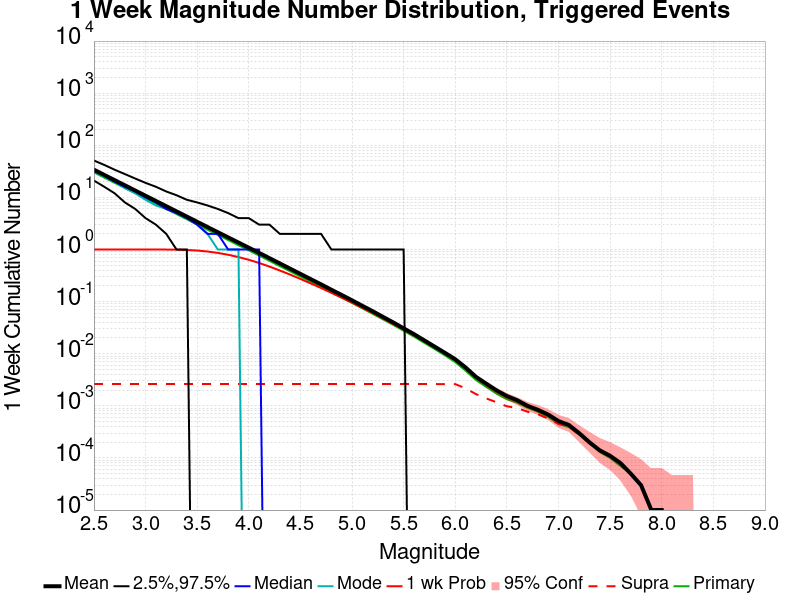 1 Week Magnitude Number Distribution, Triggered Events
10^4
10^3
10^2
10^1
10^0
10^-1
10^-2
10^-3
10^-4
10^-5
1 Week Cumulative Number
2.5 3.0 3.5 4.0 4.5 5.0 5.5 6.0 6.5 7.0 7.5 8.0 8.5 9.0
Magnitude
Mean 2.5%,97.5% Median Mode 1 wk Prob 95% Conf Supra Primary